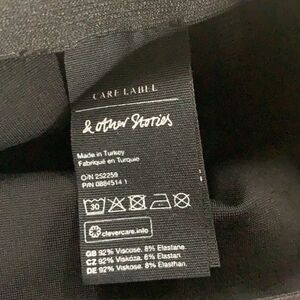 CARE LABEL
& other Stories
Made in Turkey
Fabriqué en Turquie
O/N 252259
P/N 0884514 1
30
clevercare.info
GB 92% Viscose. 8% Elastane.
CZ 92% Viskóza. 8% Elastan.
DE 92% Viskose. 8% Elasthan.